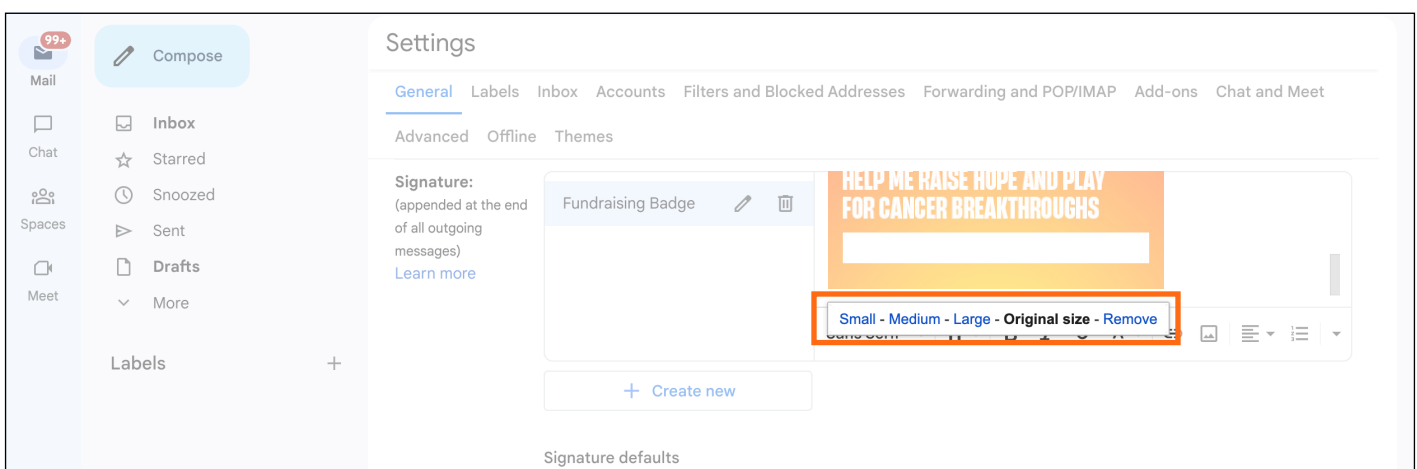 99+
Mail
Chat
Spaces
Meet
Compose
Inbox
Starred
Snoozed
Sent
Drafts
More
Labels
Settings
General Labels Inbox Accounts Filters and Blocked Addresses Forwarding and POP/IMAP Add-ons Chat and Meet
Advanced Offline Themes
Signature:
(appended at the end
of all outgoing
messages)
Learn more
Fundraising Badge
HELP ME RAISE HOPE AND PLAY
FOR CANCER BREAKTHROUGHS
Small - Medium - Large - Original size - Remove
Create new
Signature defaults